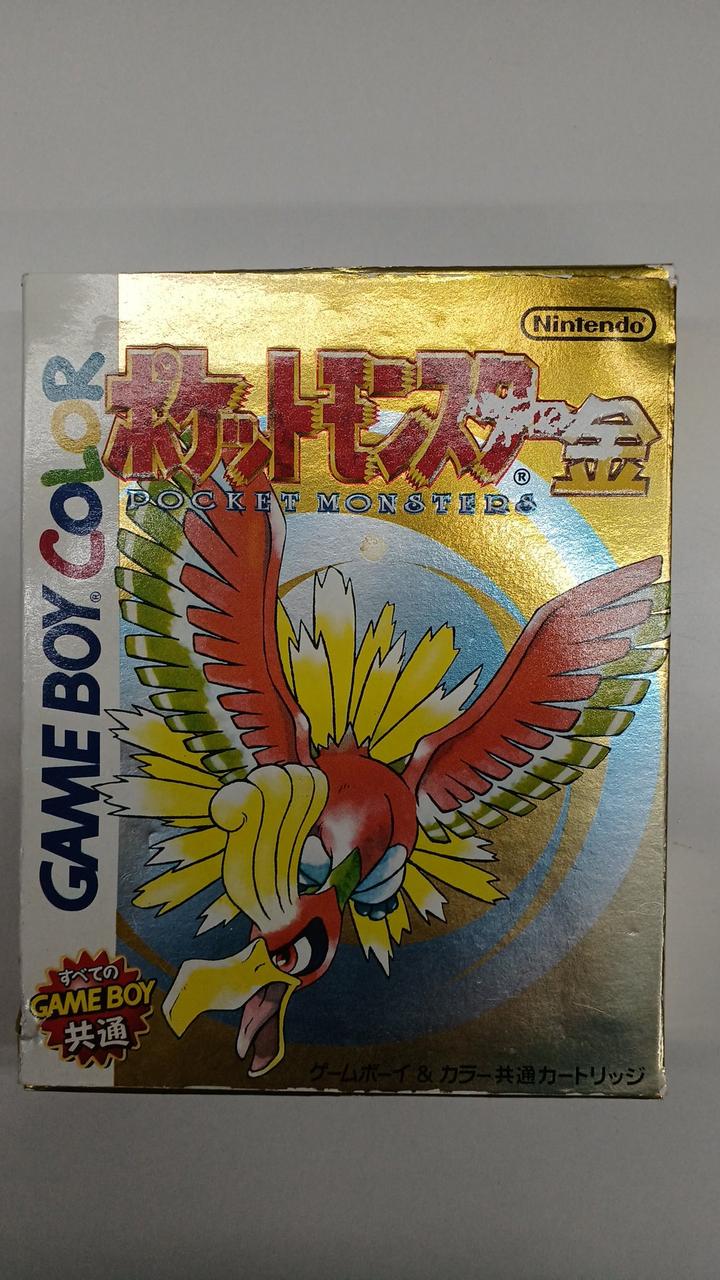 Nintendo
ポケットモンスター金
POCKET MONSTERS
GAME BOY COLOR
すべての
GAME BOY
共通
ゲームボーイ & カラー共通カートリッジ